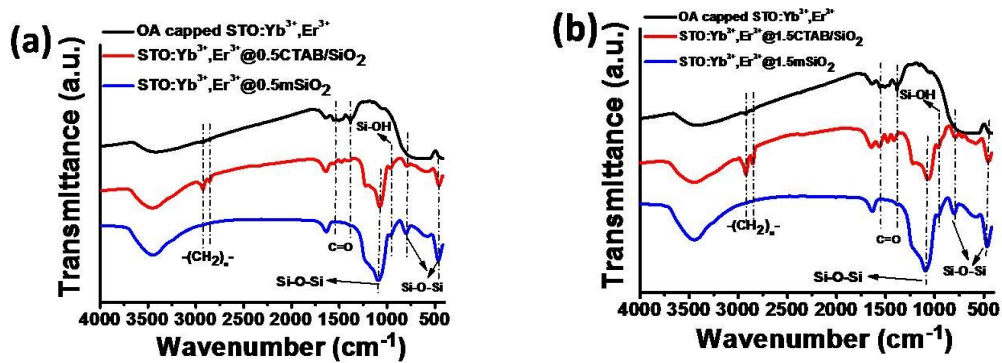 (a)
OA capped STO:Yb³⁺,Er³⁺
STO:Yb³⁺,Er³⁺@0.5CTAB/SiO₂
STO:Yb³⁺,Er³⁺@0.5mSiO₂
Transmittance (a.u.)
Si-OH
-(CH₂)ₙ-
C=O
Si-O-Si
Si-O-Si
4000 3500 3000 2500 2000 1500 1000 500
Wavenumber (cm⁻¹)
(b)
OA capped STO:Yb³⁺,Er³⁺
STO:Yb³⁺,Er³⁺@1.5CTAB/SiO₂
STO:Yb³⁺,Er³⁺@1.5mSiO₂
Transmittance (a.u.)
Si-OH
-(CH₂)ₙ-
C=O
Si-O-Si
Si-O-Si
4000 3500 3000 2500 2000 1500 1000 500
Wavenumber (cm⁻¹)